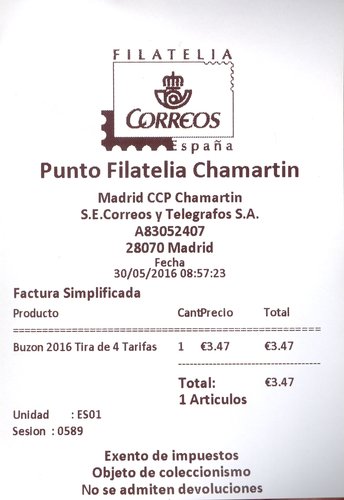 FILATELIA
CORREOS
España
Punto Filatelia Chamartin
Madrid CCP Chamartin
S.E.Correos y Telegrafos S.A.
A83052407
28070 Madrid
Fecha
30/05/2016 08:57:23
Factura Simplificada
Producto CantPrecio Total
==================================================
Buzon 2016 Tira de 4 Tarifas 1 €3.47 €3.47
--------------------------------
Total: €3.47
1 Articulos
Unidad : ES01
Sesion : 0589
Exento de impuestos
Objeto de coleccionismo
No se admiten devoluciones